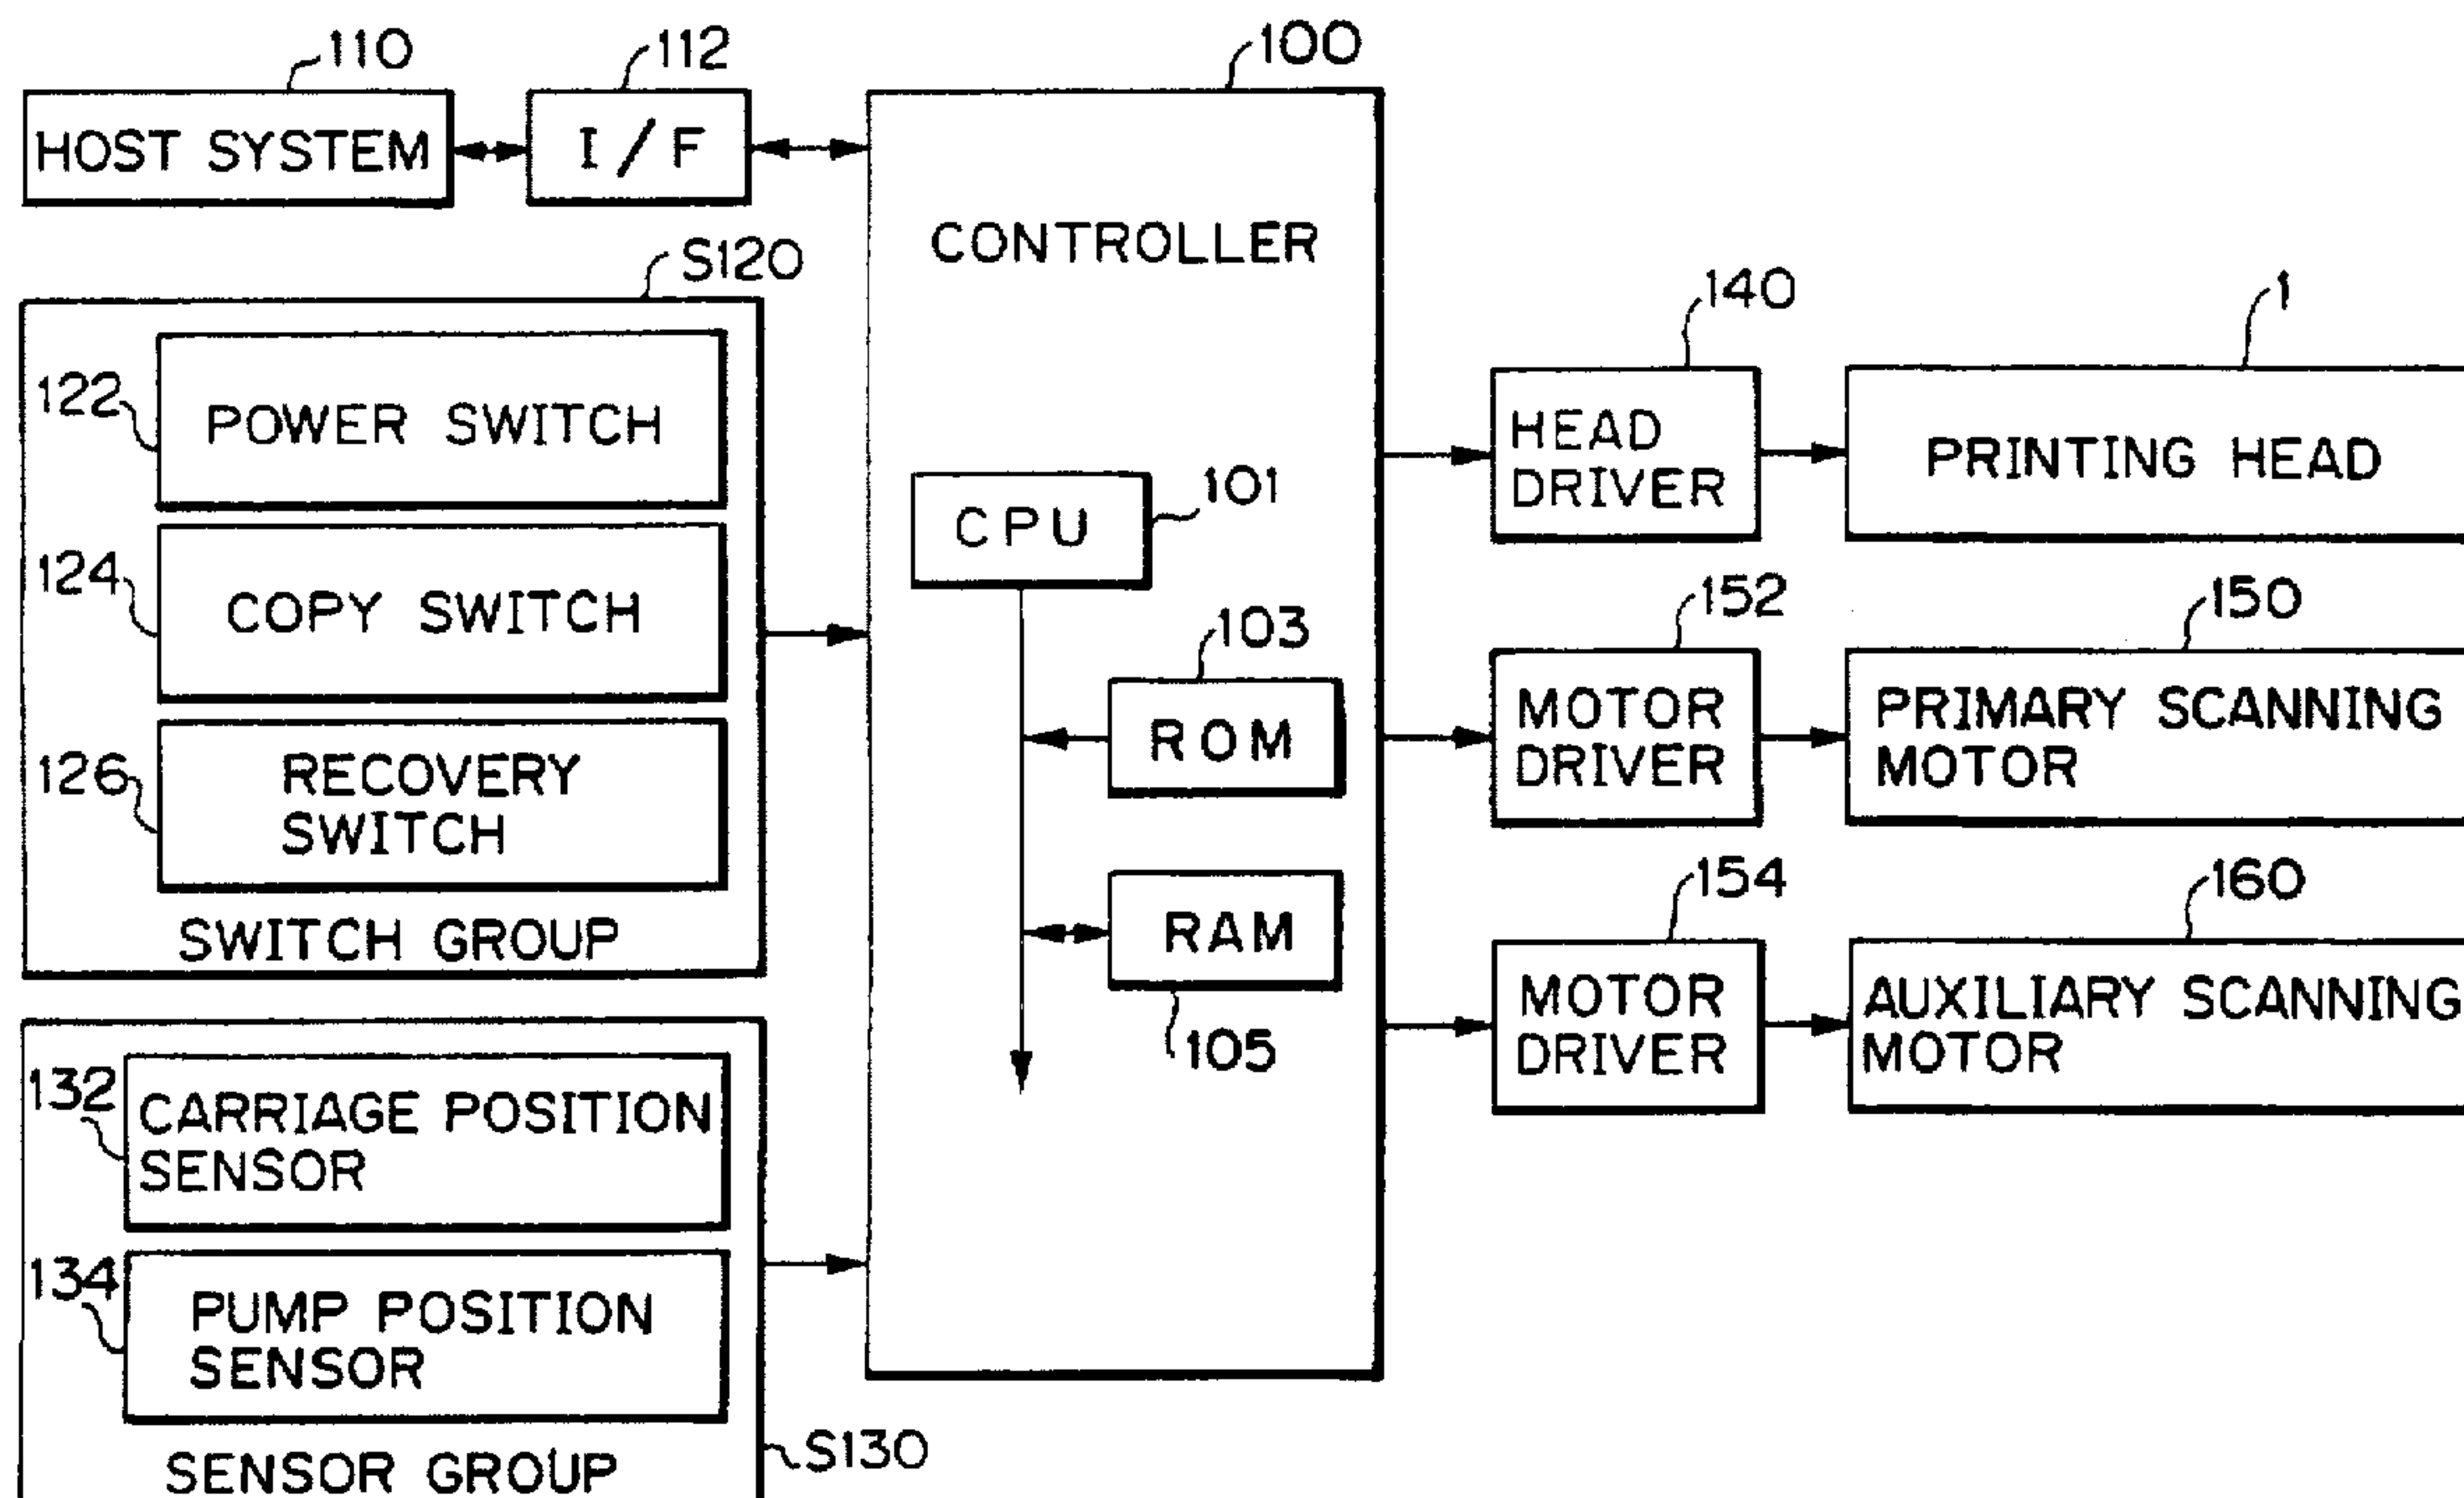 110
HOST SYSTEM
112
I/F
100
CONTROLLER
CPU
101
103
ROM
RAM
105
S120
122
POWER SWITCH
124
COPY SWITCH
126
RECOVERY
SWITCH
SWITCH GROUP
132
CARRIAGE POSITION
SENSOR
134
PUMP POSITION
SENSOR
SENSOR GROUP
S130
140
HEAD
DRIVER
1
PRINTING HEAD
152
MOTOR
DRIVER
150
PRIMARY SCANNING
MOTOR
154
MOTOR
DRIVER
160
AUXILIARY SCANNING
MOTOR